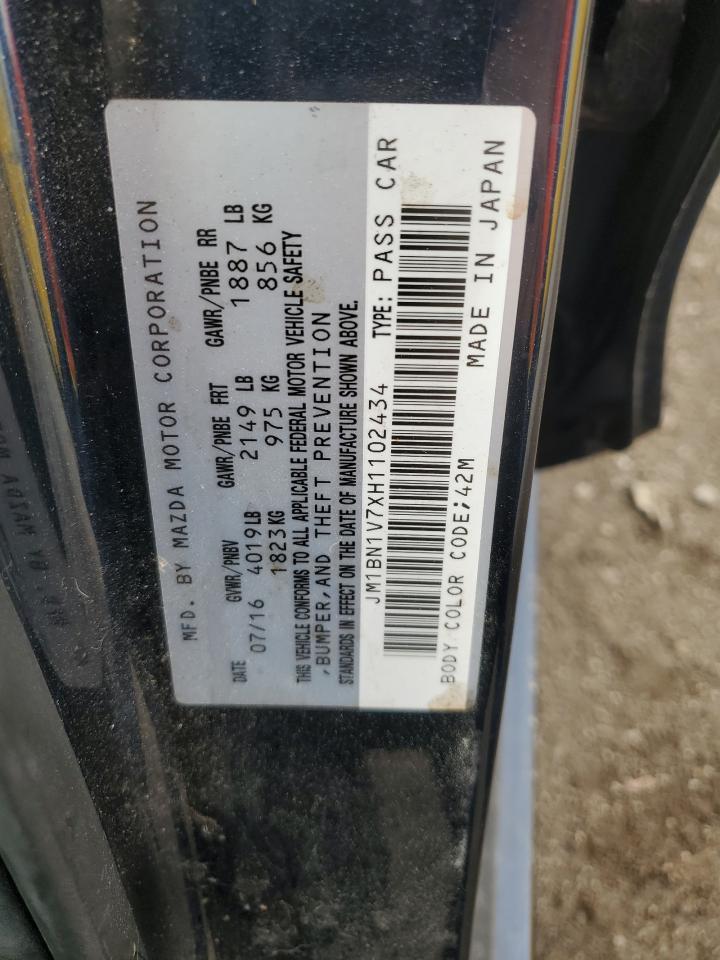 MFD. BY MAZDA MOTOR CORPORATION
DATE GVWR/PNBV GAWR/PNBE FRT GAWR/PNBE RR
07/16 4019LB 2149 LB 1887 LB
1823KG 975 KG 856 KG
THIS VEHICLE CONFORMS TO ALL APPLICABLE FEDERAL MOTOR VEHICLE SAFETY
,BUMPER,AND THEFT PREVENTION
STANDARDS IN EFFECT ON THE DATE OF MANUFACTURE SHOWN ABOVE.
JM1BN1V7XH1102434 TYPE: PASS CAR
BODY COLOR CODE;42M MADE IN JAPAN